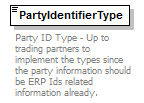 PartyIdentifierType
Party ID Type - Up to
trading partners to
implement the types since
the party information should
be ERP Ids related
information already.